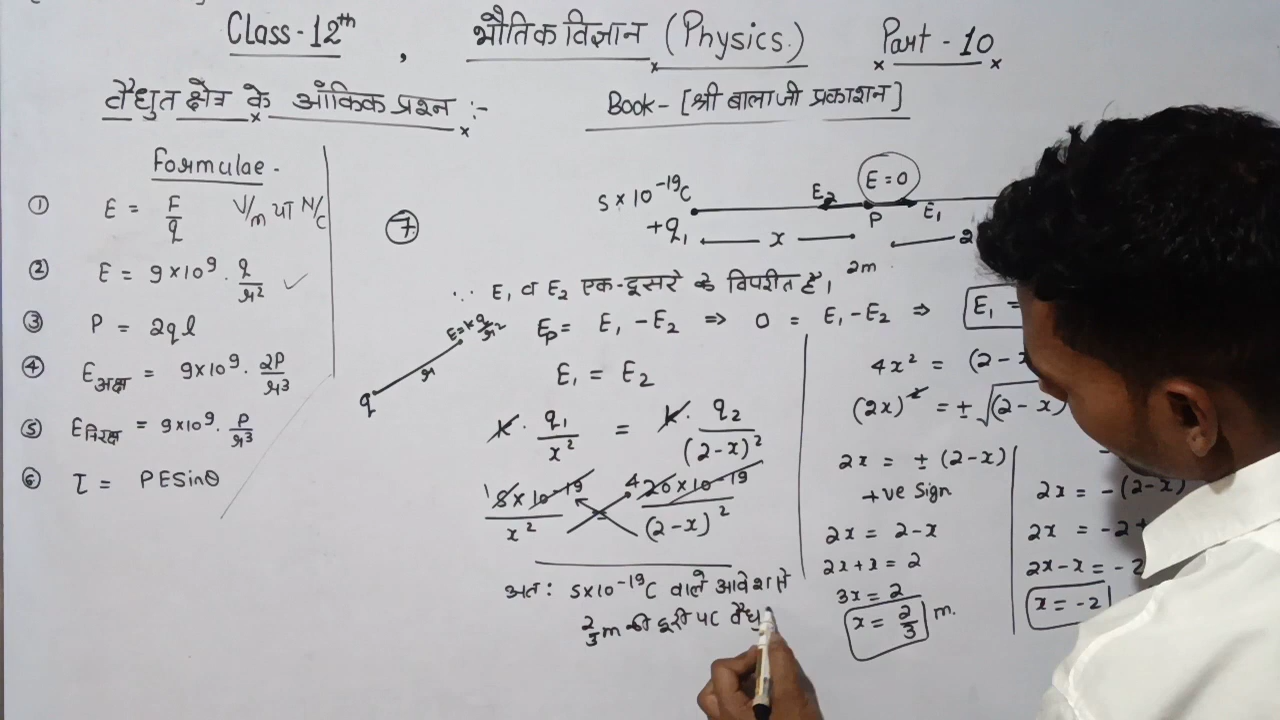 Class-12th , भौतिक विज्ञान (Physics.) Part - 10
वैधुत क्षेत्र के आंकिक प्रश्न :-
Book- [श्री बालाजी प्रकाशन]
Formulae -
① E = F/q V/m या N/C
② E = 9×10⁹ . q/r²
③ P = 2ql
④ Eअक्ष = 9×10⁹ . 2P/r³
⑤ Eनिरक्ष = 9×10⁹ . P/r³
⑥ τ = PESinθ
⑦
5×10⁻¹⁹C
+q₁
E₂
E=0
P
E₁
x
2m
∵ E₁ व E₂ एक-दूसरे के विपरीत है,
q
r
E=Kq/r²
Ep = E₁ - E₂ ⇒ 0 = E₁-E₂ ⇒ E₁ =
E₁ = E₂
K . q₁/x² = K . q₂/(2-x)²
1 5×10⁻¹⁹/x² = 4 20×10⁻¹⁹/(2-x)²
अतः 5×10⁻¹⁹C वाले आवेश से
2/3 m की दूरी पर वैधु
4x² = (2-x
(2x)² = ±√(2-x)
2x = ±(2-x)
+ve Sign
2x = 2-x
2x+x = 2
3x = 2
x = 2/3 m.
2x = -(2-x)
2x = -2+
2x-x = -2
x = -2